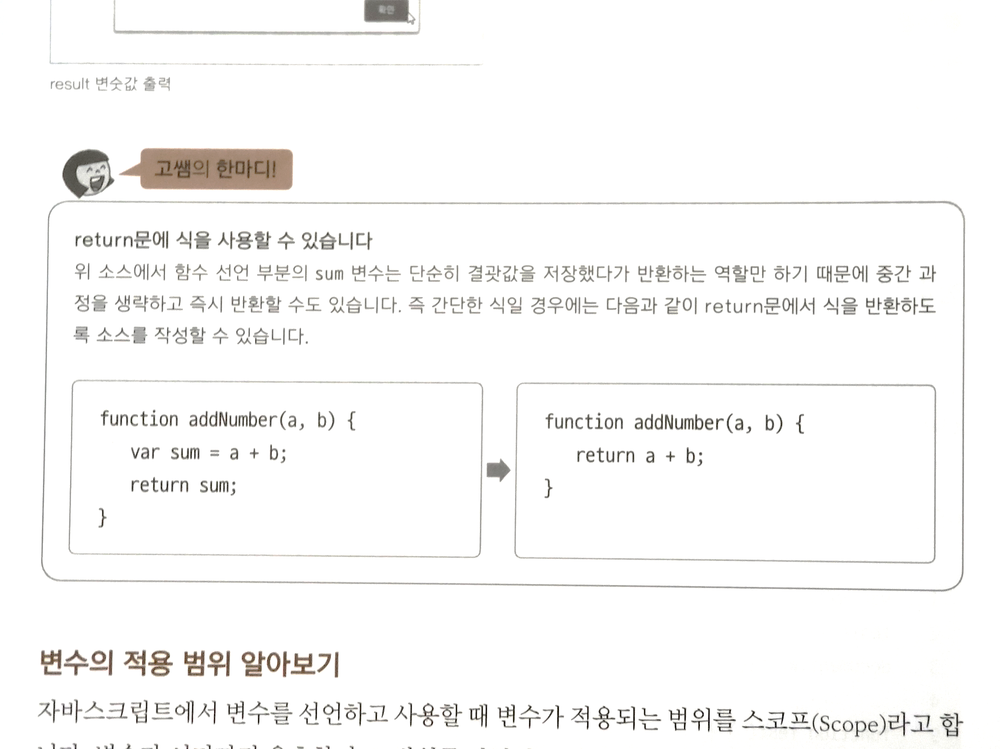 확인
result 변숫값 출력
고쌤의 한마디!
return문에 식을 사용할 수 있습니다
위 소스에서 함수 선언 부분의 sum 변수는 단순히 결괏값을 저장했다가 반환하는 역할만 하기 때문에 중간 과
정을 생략하고 즉시 반환할 수도 있습니다. 즉 간단한 식일 경우에는 다음과 같이 return문에서 식을 반환하도
록 소스를 작성할 수 있습니다.
function addNumber(a, b) {
var sum = a + b;
return sum;
}
function addNumber(a, b) {
return a + b;
}
변수의 적용 범위 알아보기
자바스크립트에서 변수를 선언하고 사용할 때 변수가 적용되는 범위를 스코프(Scope)라고 합